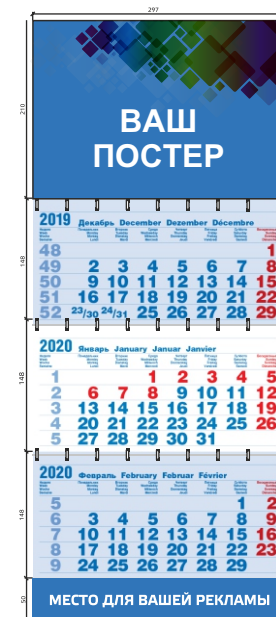 297
210
ВАШ
ПОСТЕР
148
2019 Декабрь December Dezember Décembre
48 1
49 2 3 4 5 6 7 8
50 9 10 11 12 13 14 15
51 16 17 18 19 20 21 22
52 23/30 24/31 25 26 27 28 29
148
2020 Январь January Januar Janvier
1 1 2 3 4 5
2 6 7 8 9 10 11 12
3 13 14 15 16 17 18 19
4 20 21 22 23 24 25 26
5 27 28 29 30 31
148
2020 Февраль February Februar Février
5 1 2
6 3 4 5 6 7 8 9
7 10 11 12 13 14 15 16
8 17 18 19 20 21 22 23
9 24 25 26 27 28 29
50
МЕСТО ДЛЯ ВАШЕЙ РЕКЛАМЫ